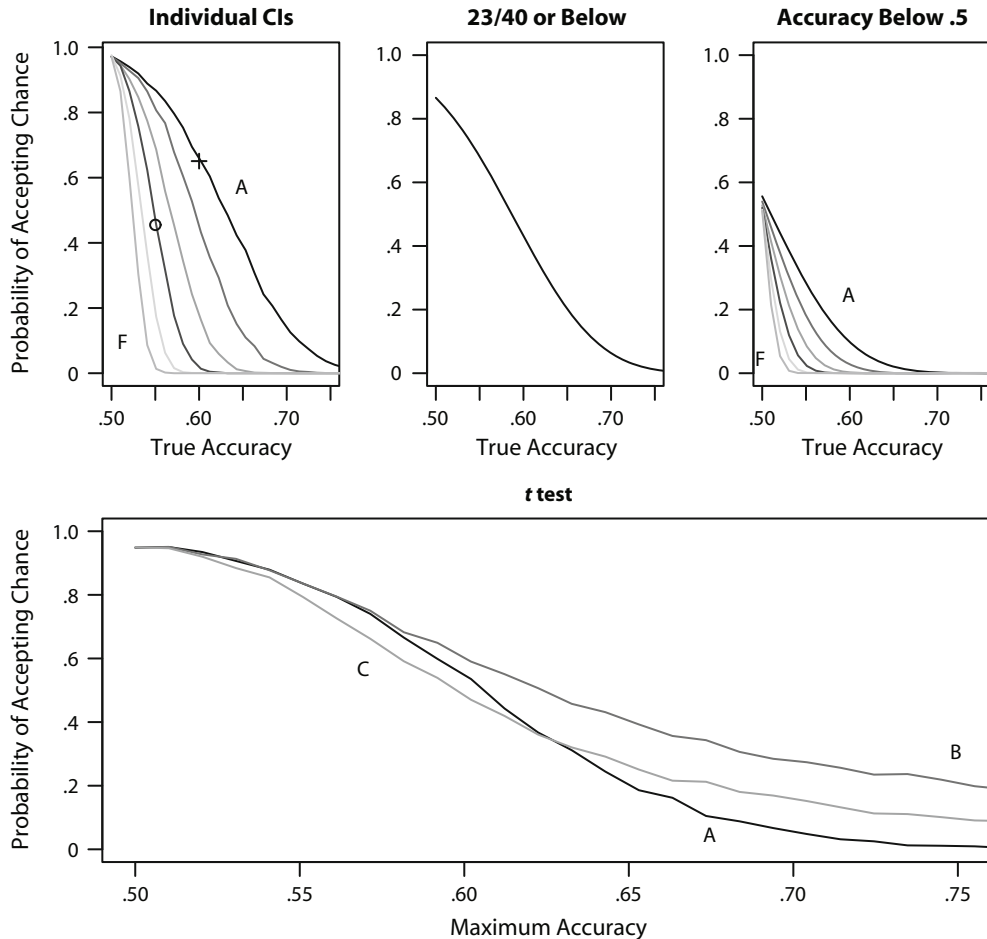 Individual CIs
23/40 or Below
Accuracy Below .5
Probability of Accepting Chance
1.0
.8
.6
.4
.2
0
A
F
.50
.60
.70
True Accuracy
1.0
.8
.6
.4
.2
0
.50
.60
.70
True Accuracy
1.0
.8
.6
.4
.2
0
A
F
.50
.60
.70
True Accuracy
t test
Probability of Accepting Chance
1.0
.8
.6
.4
.2
0
C
B
A
.50
.55
.60
.65
.70
.75
Maximum Accuracy